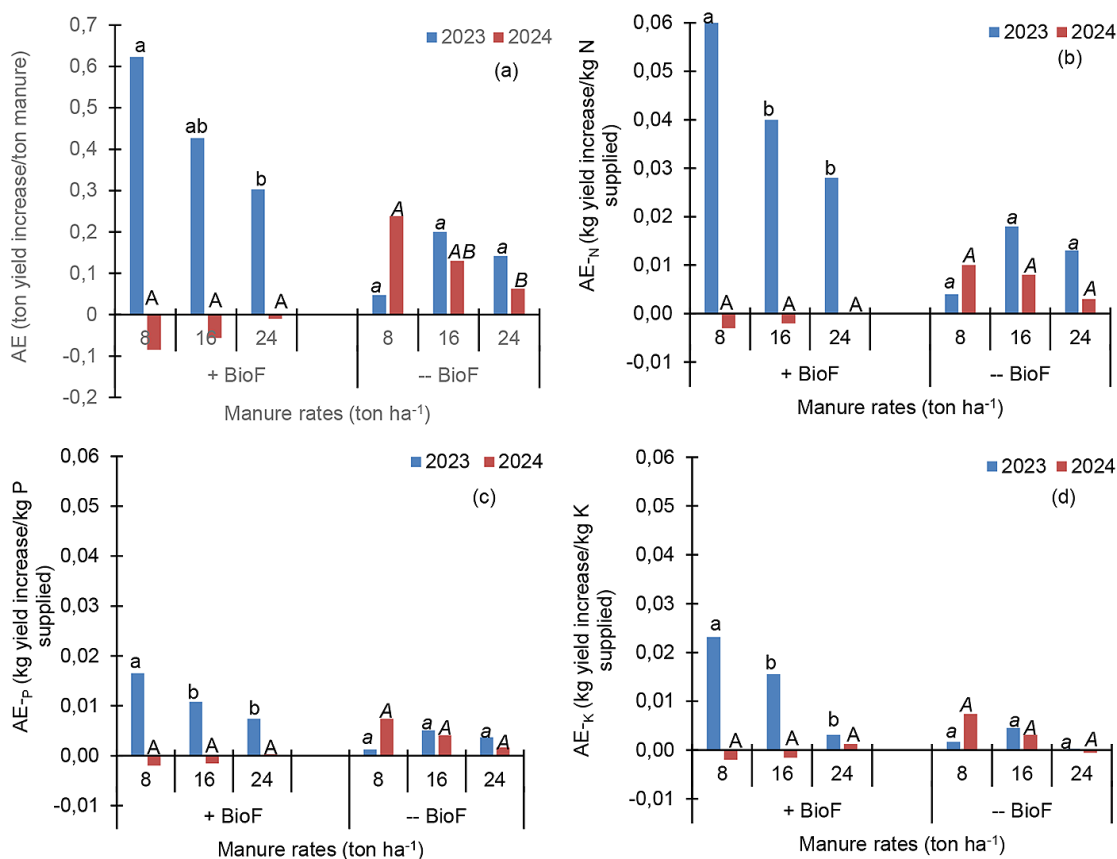 AE (ton yield increase/ton manure)
0,7
0,6
0,5
0,4
0,3
0,2
0,1
0
-0,1
-0,2
2023 2024
(a)
a
A
ab
A
b
A
a
A
a
AB
a
B
8 16 24 8 16 24
+ BioF -- BioF
Manure rates (ton ha-1)
AE-N (kg yield increase/kg N
supplied)
0,06
0,05
0,04
0,03
0,02
0,01
0,00
-0,01
2023 2024
(b)
a
A
b
A
b
A
a
A
a
A
a
A
8 16 24 8 16 24
+ BioF -- BioF
Manure rates (ton ha-1)
AE-P (kg yield increase/kg P
supplied)
0,06
0,05
0,04
0,03
0,02
0,01
0,00
-0,01
2023 2024
(c)
a
A
b
A
b
A
a
A
a
A
a
A
8 16 24 8 16 24
+ BioF -- BioF
Manure rates (ton ha-1)
AE-K (kg yield increase/kg K
supplied)
0,06
0,05
0,04
0,03
0,02
0,01
0,00
-0,01
2023 2024
(d)
a
A
b
A
b
A
a
A
a
A
a
A
8 16 24 8 16 24
+ BioF -- BioF
Manure rates (ton ha-1)